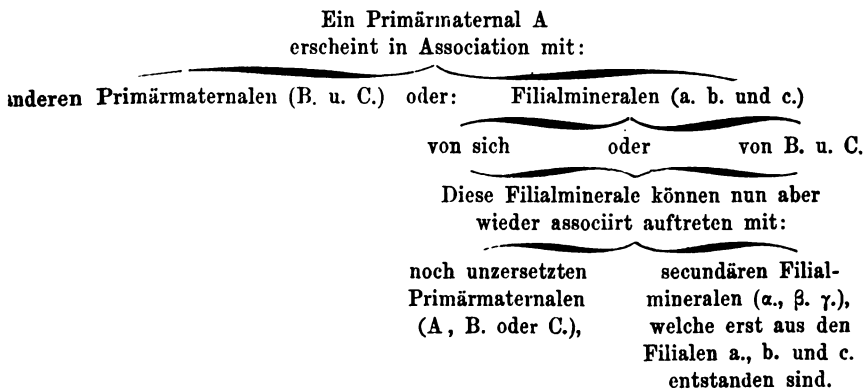 Ein Primärmaternal A
erscheint in Association mit:
anderen Primärmaternalen (B. u. C.) oder: Filialmineralen (a. b. und c.)
von sich oder von B. u. C.
Diese Filialminerale können nun aber
wieder associirt auftreten mit:
noch unzersetzten
Primärmaternalen
(A, B. oder C.),
secundären Filial-
mineralen (α., β. γ.),
welche erst aus den
Filialen a., b. und c.
entstanden sind.